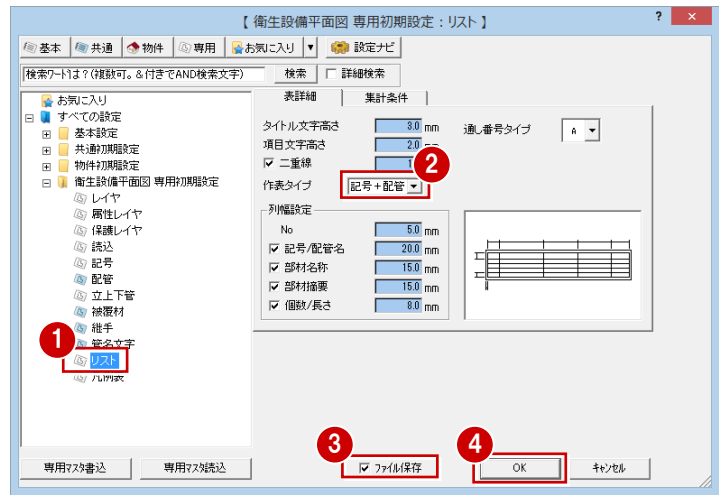 【 衛生設備平面図 専用初期設定：リスト 】
? ×
基本 共通 物件 専用 お気に入り ▼ 設定ナビ
検索ワードは？(複数可。＆付きでAND検索文字) 検索 詳細検索
お気に入り
すべての設定
基本設定
共通初期設定
物件初期設定
衛生設備平面図 専用初期設定
レイヤ
属性レイヤ
保護レイヤ
読込
記号
配管
立上下管
被覆材
継手
管名文字
1
リスト
凡例表
表詳細 集計条件
タイトル文字高さ 3.0 mm 通し番号タイプ A
項目文字高さ 2.0
二重線 1
2
作表タイプ 記号+配管
列幅設定
No 5.0 mm
記号/配管名 20.0 mm
部材名称 15.0 mm
部材摘要 15.0 mm
個数/長さ 8.0 mm
3 4
専用マスタ書込 専用マスタ読込 ファイル保存 OK キャンセル